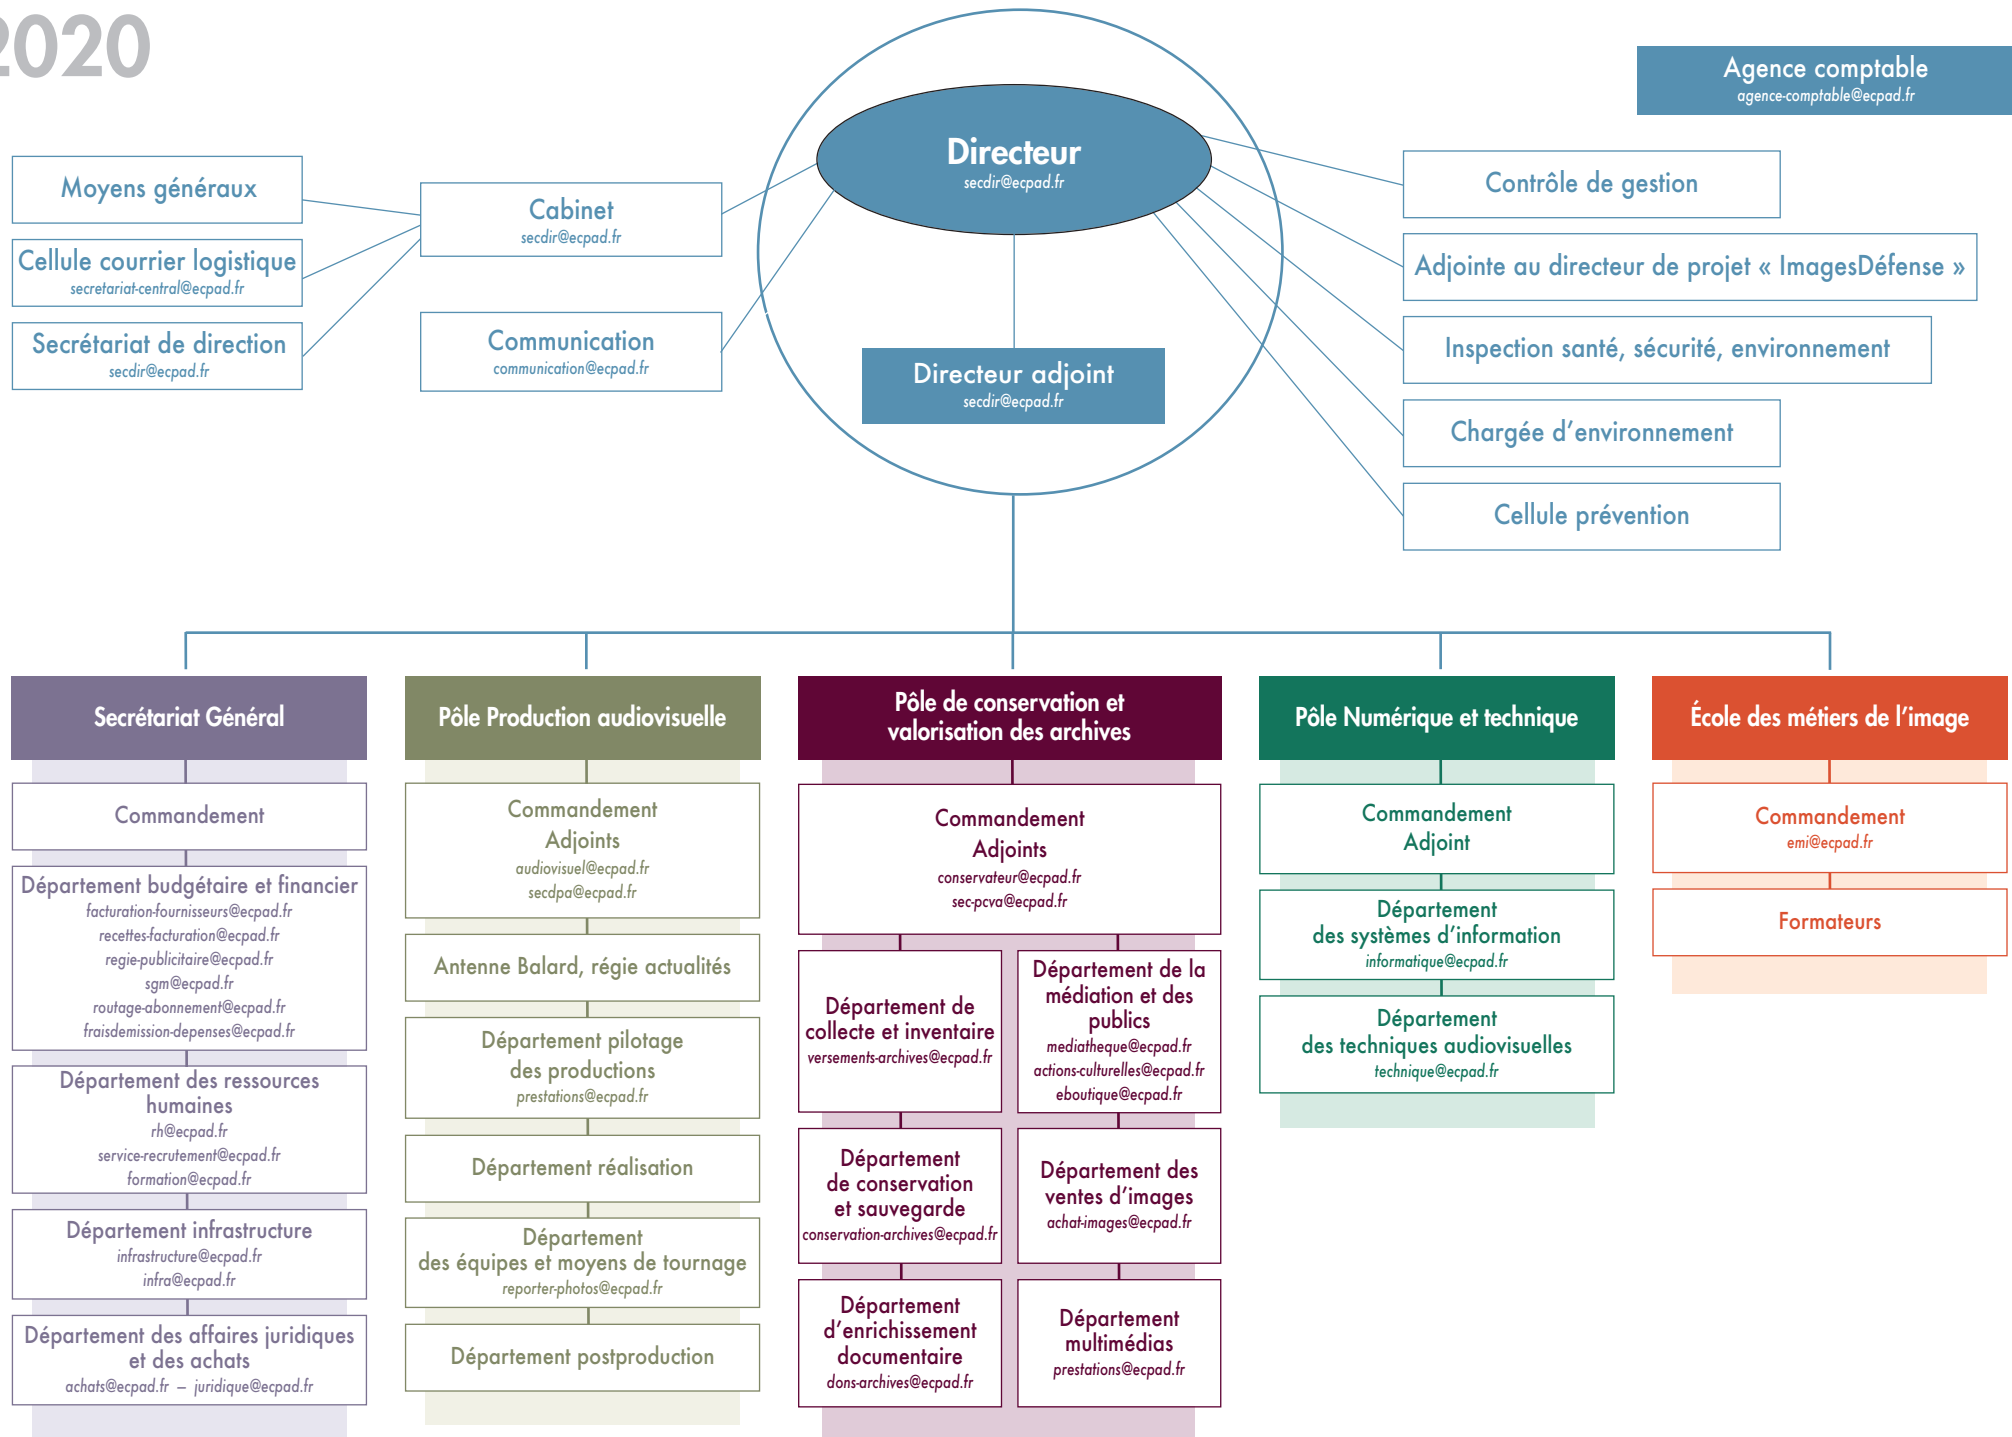 2020
Agence comptable
agence-comptable@ecpad.fr
Directeur
secdir@ecpad.fr
Directeur adjoint
secdir@ecpad.fr
Moyens généraux
Cellule courrier logistique
secretariat-central@ecpad.fr
Secrétariat de direction
secdir@ecpad.fr
Cabinet
secdir@ecpad.fr
Communication
communication@ecpad.fr
Contrôle de gestion
Adjointe au directeur de projet « ImagesDéfense »
Inspection santé, sécurité, environnement
Chargée d’environnement
Cellule prévention
Secrétariat Général
Commandement
Département budgétaire et financier
facturation-fournisseurs@ecpad.fr
recettes-facturation@ecpad.fr
regie-publicitaire@ecpad.fr
sgm@ecpad.fr
routage-abonnement@ecpad.fr
fraisdemission-depenses@ecpad.fr
Département des ressources
humaines
rh@ecpad.fr
service-recrutement@ecpad.fr
formation@ecpad.fr
Département infrastructure
infrastructure@ecpad.fr
infra@ecpad.fr
Département des affaires juridiques
et des achats
achats@ecpad.fr – juridique@ecpad.fr
Pôle Production audiovisuelle
Commandement
Adjoints
audiovisuel@ecpad.fr
secdpa@ecpad.fr
Antenne Balard, régie actualités
Département pilotage
des productions
prestations@ecpad.fr
Département réalisation
Département
des équipes et moyens de tournage
reporter-photos@ecpad.fr
Département postproduction
Pôle de conservation et
valorisation des archives
Commandement
Adjoints
conservateur@ecpad.fr
sec-pcva@ecpad.fr
Département de
collecte et inventaire
versements-archives@ecpad.fr
Département
de conservation
et sauvegarde
conservation-archives@ecpad.fr
Département
d’enrichissement
documentaire
dons-archives@ecpad.fr
Département de la
médiation et des
publics
mediatheque@ecpad.fr
actions-culturelles@ecpad.fr
eboutique@ecpad.fr
Département des
ventes d’images
achat-images@ecpad.fr
Département
multimédias
prestations@ecpad.fr
Pôle Numérique et technique
Commandement
Adjoint
Département
des systèmes d’information
informatique@ecpad.fr
Département
des techniques audiovisuelles
technique@ecpad.fr
École des métiers de l’image
Commandement
emi@ecpad.fr
Formateurs